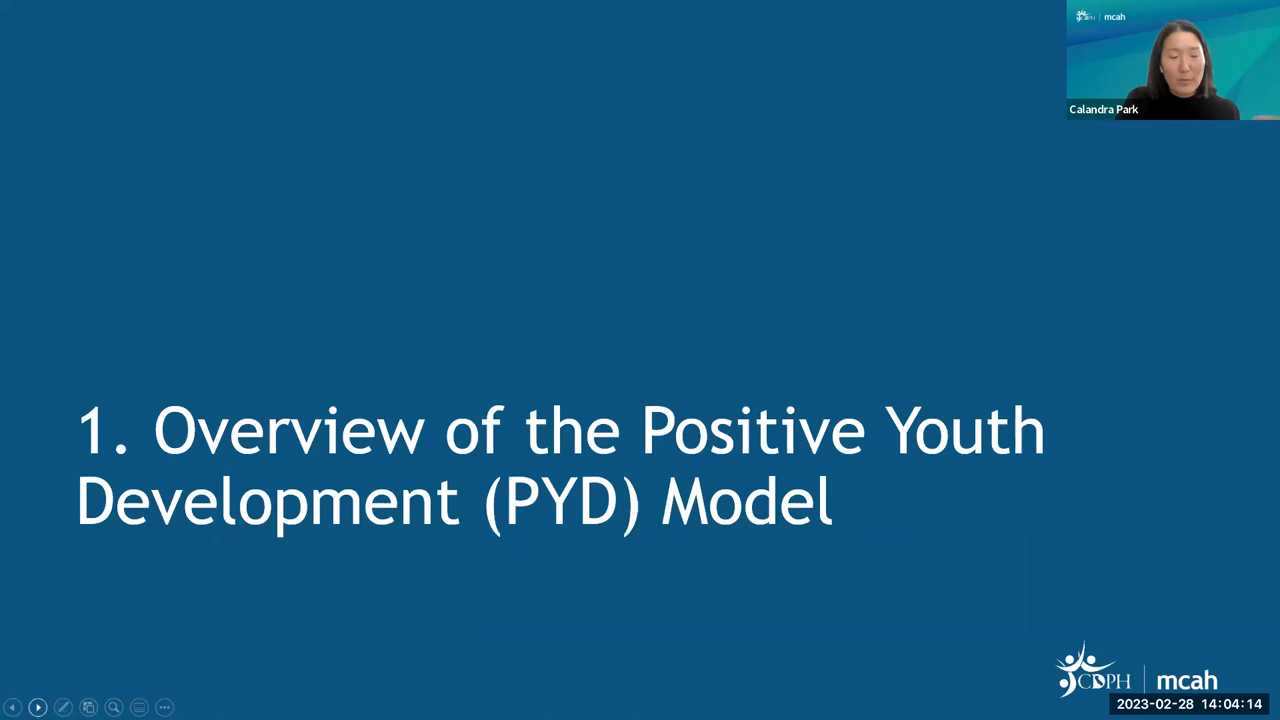 CDPH | mcah
Calandra Park
1. Overview of the Positive Youth
Development (PYD) Model
CDPH | mcah
2023-02-28 14:04:14